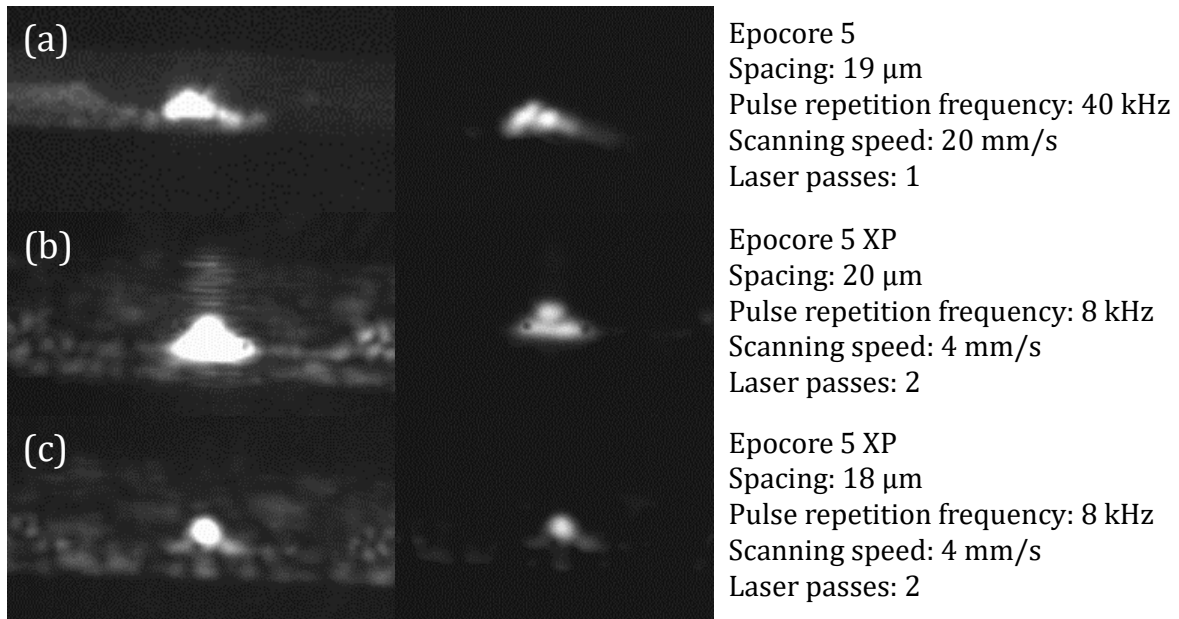 (a)
Epocore 5
Spacing: 19 μm
Pulse repetition frequency: 40 kHz
Scanning speed: 20 mm/s
Laser passes: 1
(b)
Epocore 5 XP
Spacing: 20 μm
Pulse repetition frequency: 8 kHz
Scanning speed: 4 mm/s
Laser passes: 2
(c)
Epocore 5 XP
Spacing: 18 μm
Pulse repetition frequency: 8 kHz
Scanning speed: 4 mm/s
Laser passes: 2